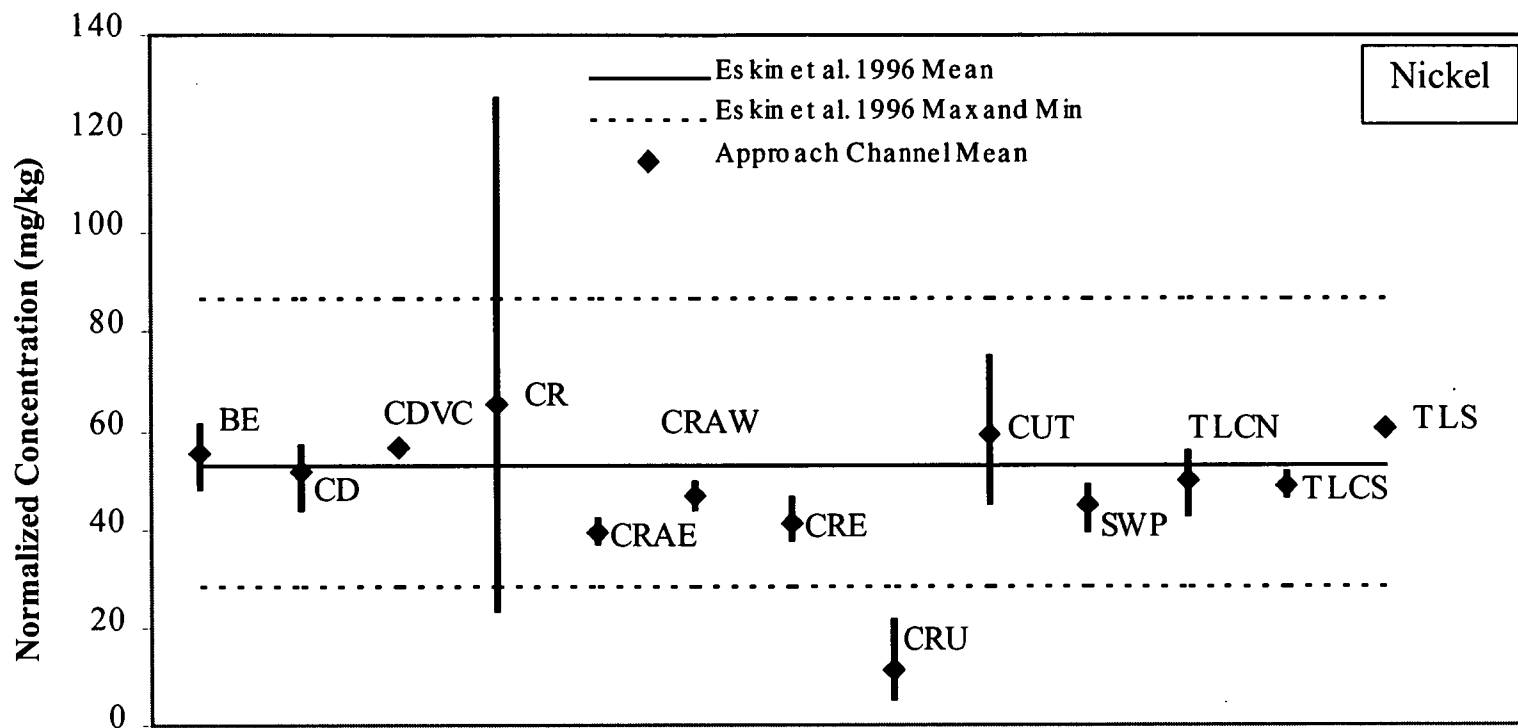 140
Nickel
Eskin et al. 1996 Mean
Eskin et al. 1996 Max and Min
Approach Channel Mean
120
100
80
60
40
20
0
Normalized Concentration (mg/kg)
BE
CD
CDVC
CR
CRAE
CRAW
CRE
CRU
CUT
SWP
TLCN
TLCS
TLS